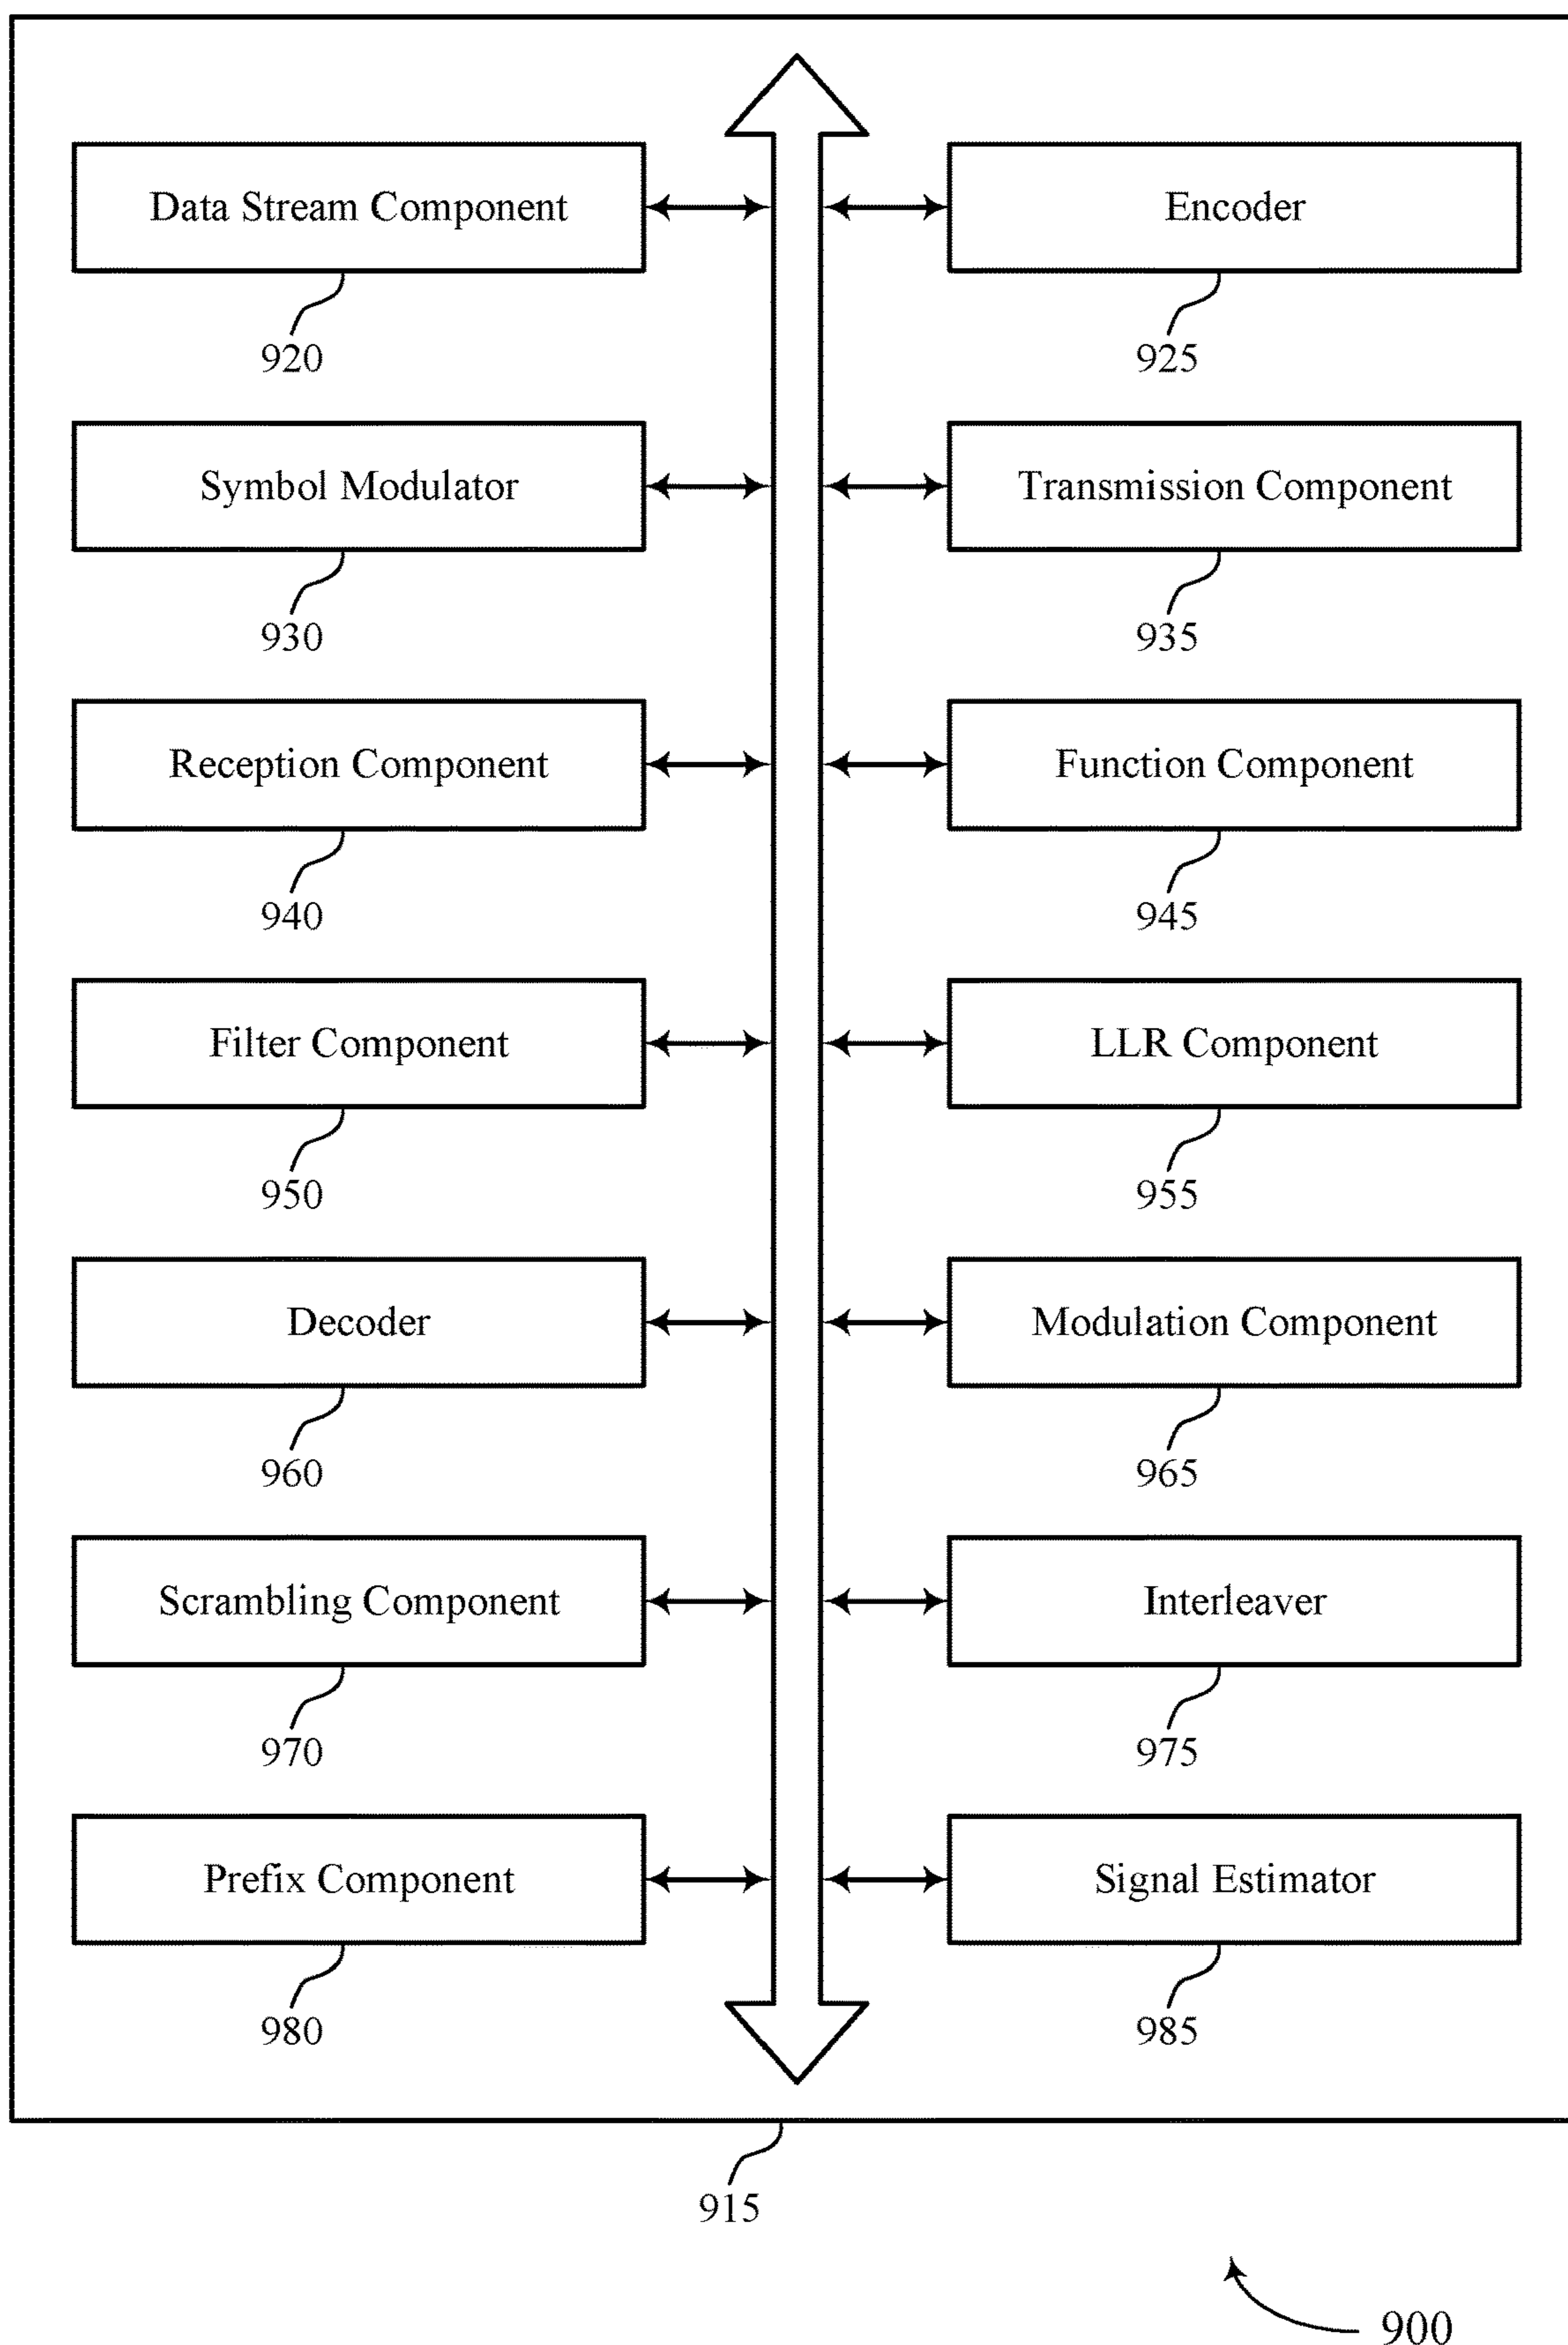 Data Stream Component
Encoder
920
925
Symbol Modulator
Transmission Component
930
935
Reception Component
Function Component
940
945
Filter Component
LLR Component
950
955
Decoder
Modulation Component
960
965
Scrambling Component
Interleaver
970
975
Prefix Component
Signal Estimator
980
985
915
900